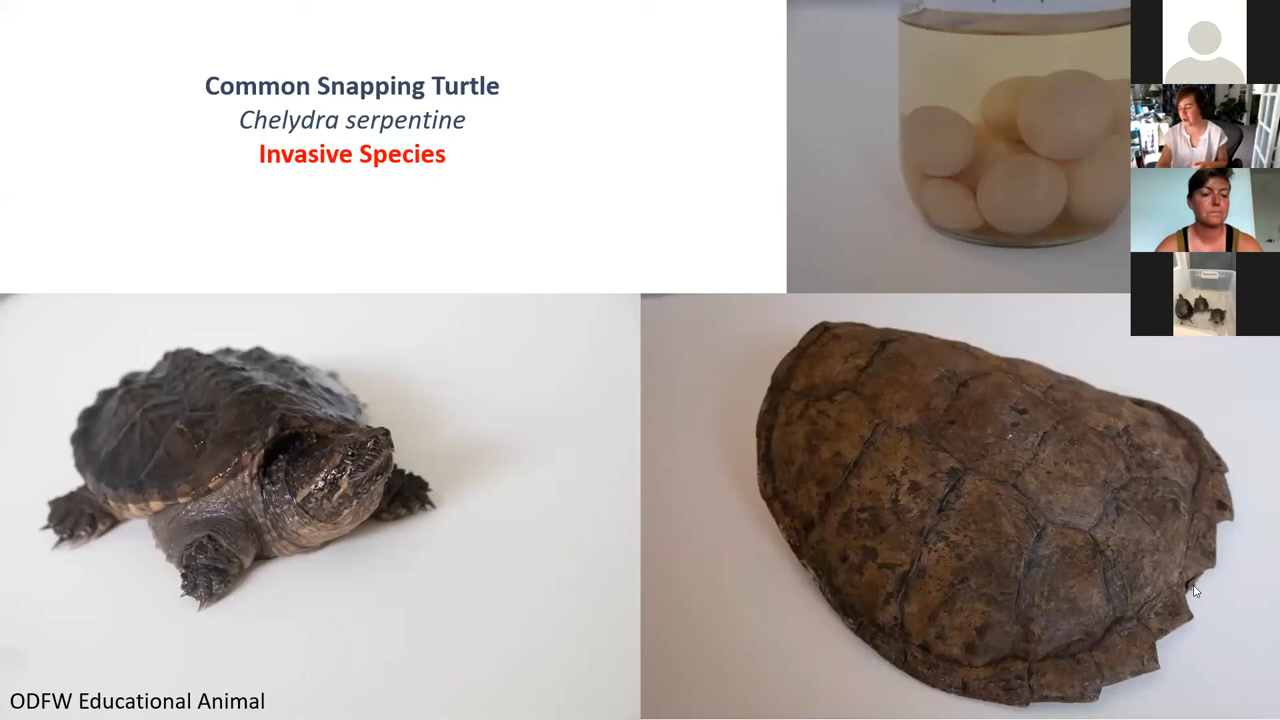 Common Snapping Turtle
Chelydra serpentine
Invasive Species
ODFW Educational Animal